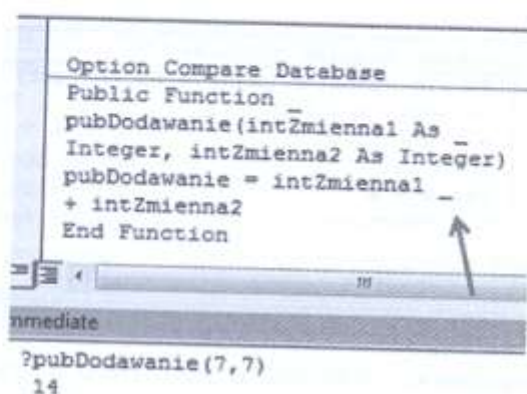 Option Compare Database
Public Function _
pubDodawanie(intZmienna1 As _
Integer, intZmienna2 As Integer)
pubDodawanie = intZmienna1 _
+ intZmienna2
End Function
mmediate
?pubDodawanie(7,7)
14